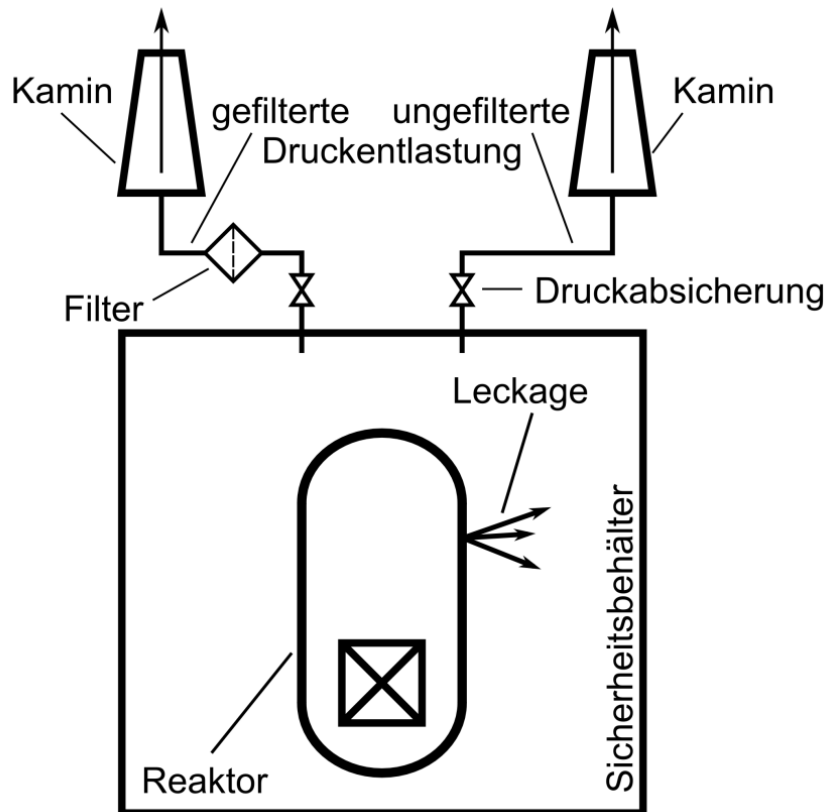 Kamin
gefilterte
ungefilterte
Kamin
Druckentlastung
Filter
Druckabsicherung
Leckage
Sicherheitsbehälter
Reaktor